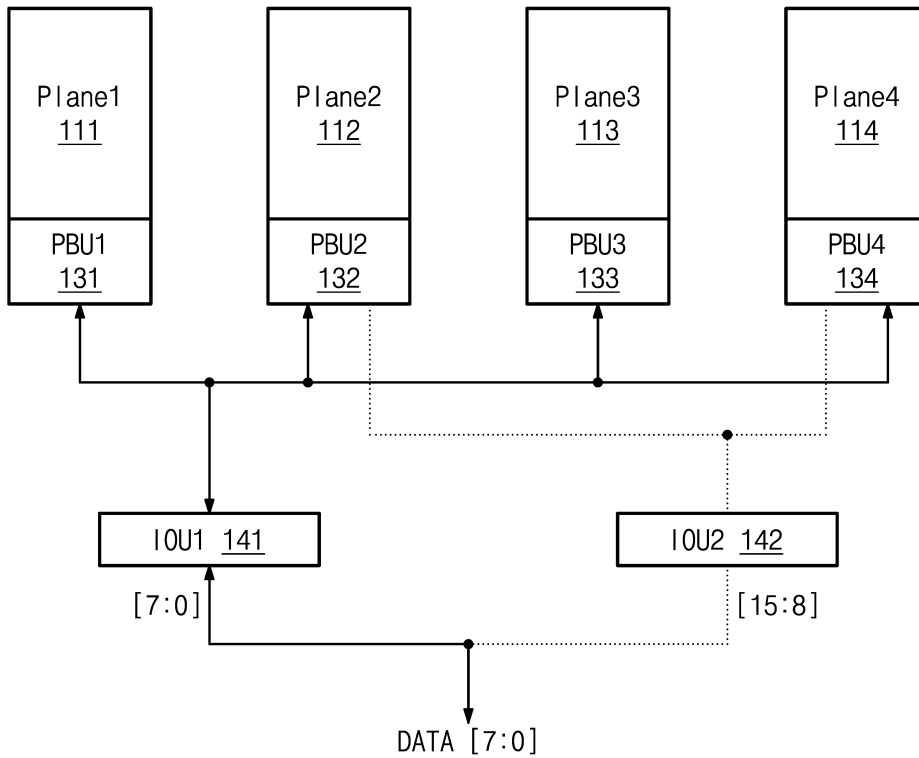 Plane1
111
Plane2
112
Plane3
113
Plane4
114
PBU1
131
PBU2
132
PBU3
133
PBU4
134
IOU1 141
IOU2 142
[7:0]
[15:8]
DATA [7:0]